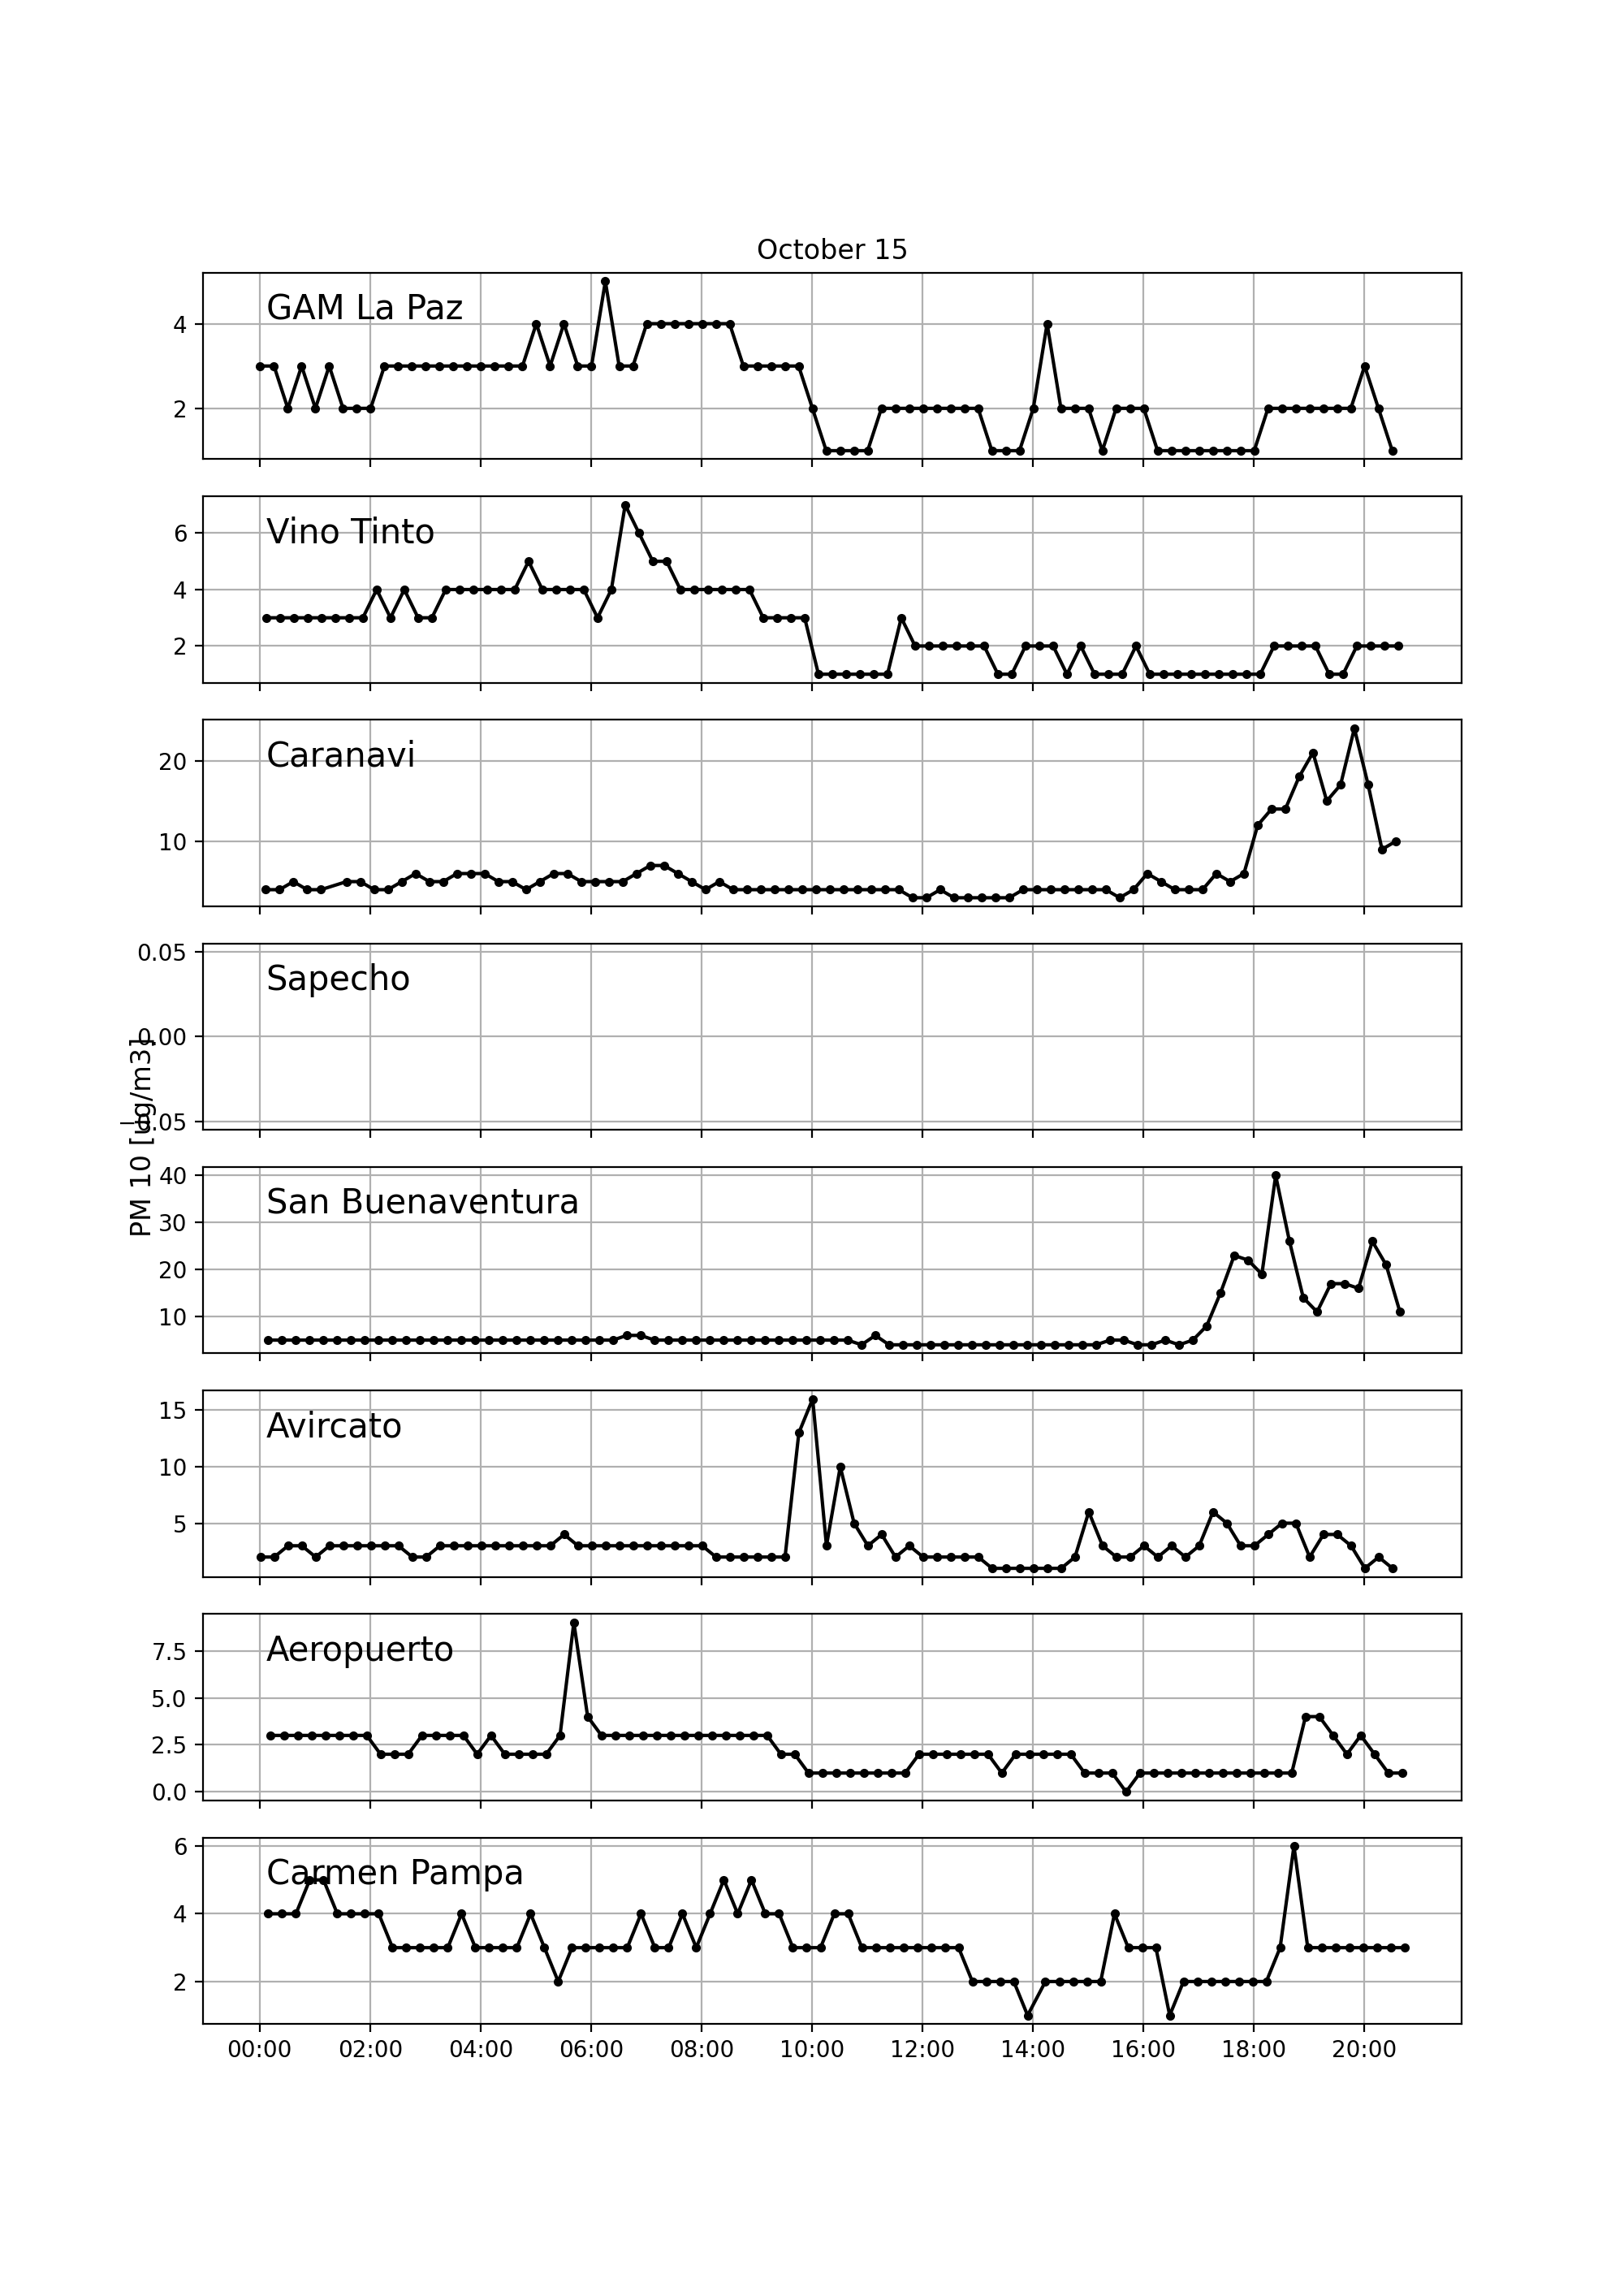 October 15
GAM La Paz
4
2
Vino Tinto
6
4
2
Caranavi
20
10
PM 10 [ug/m3]
Sapecho
0.05
0.00
−0.05
San Buenaventura
40
30
20
10
Avircato
15
10
5
Aeropuerto
7.5
5.0
2.5
0.0
Carmen Pampa
6
4
2
00:00 02:00 04:00 06:00 08:00 10:00 12:00 14:00 16:00 18:00 20:00